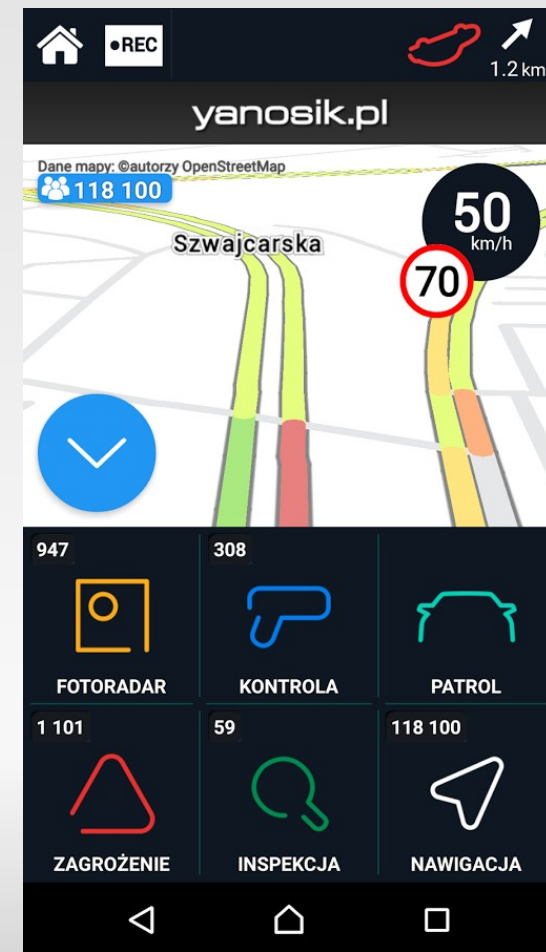 •REC
1.2 km
yanosik.pl
Dane mapy: ©autorzy OpenStreetMap
118 100
50
km/h
Szwajcarska
70
947
308
FOTORADAR
KONTROLA
PATROL
1 101
59
118 100
ZAGROŻENIE
INSPEKCJA
NAWIGACJA